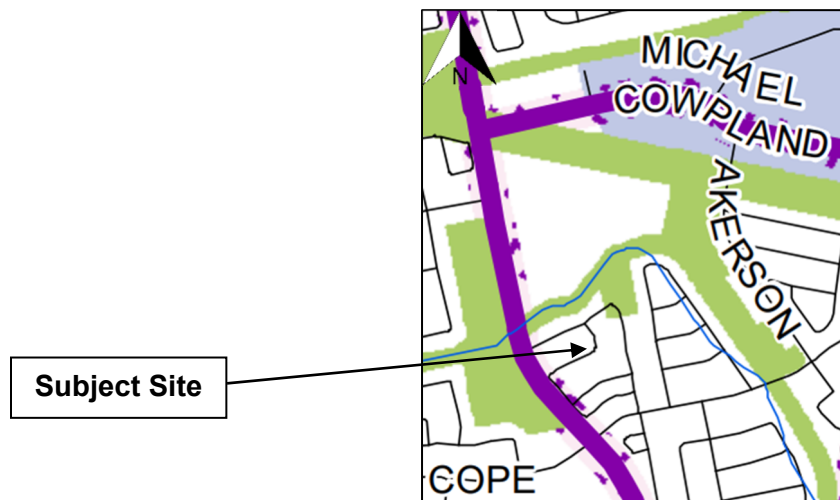 N
MICHAEL
COWPLAND
AKERSON
Subject Site
COPE